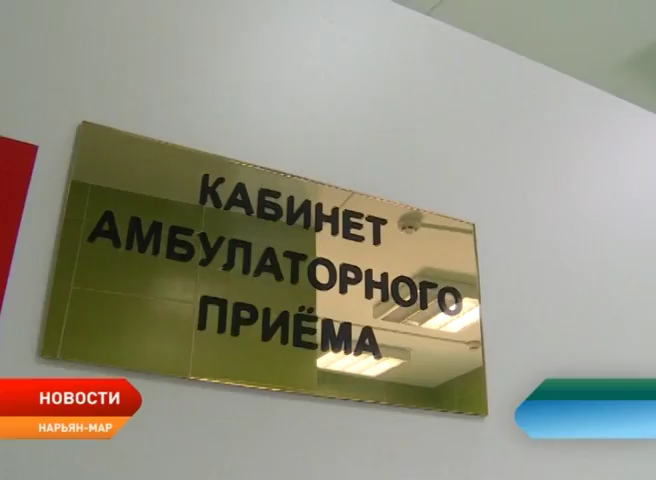 КАБИНЕТ
АМБУЛАТОРНОГО
ПРИЁМА
НОВОСТИ
НАРЬЯН-МАР